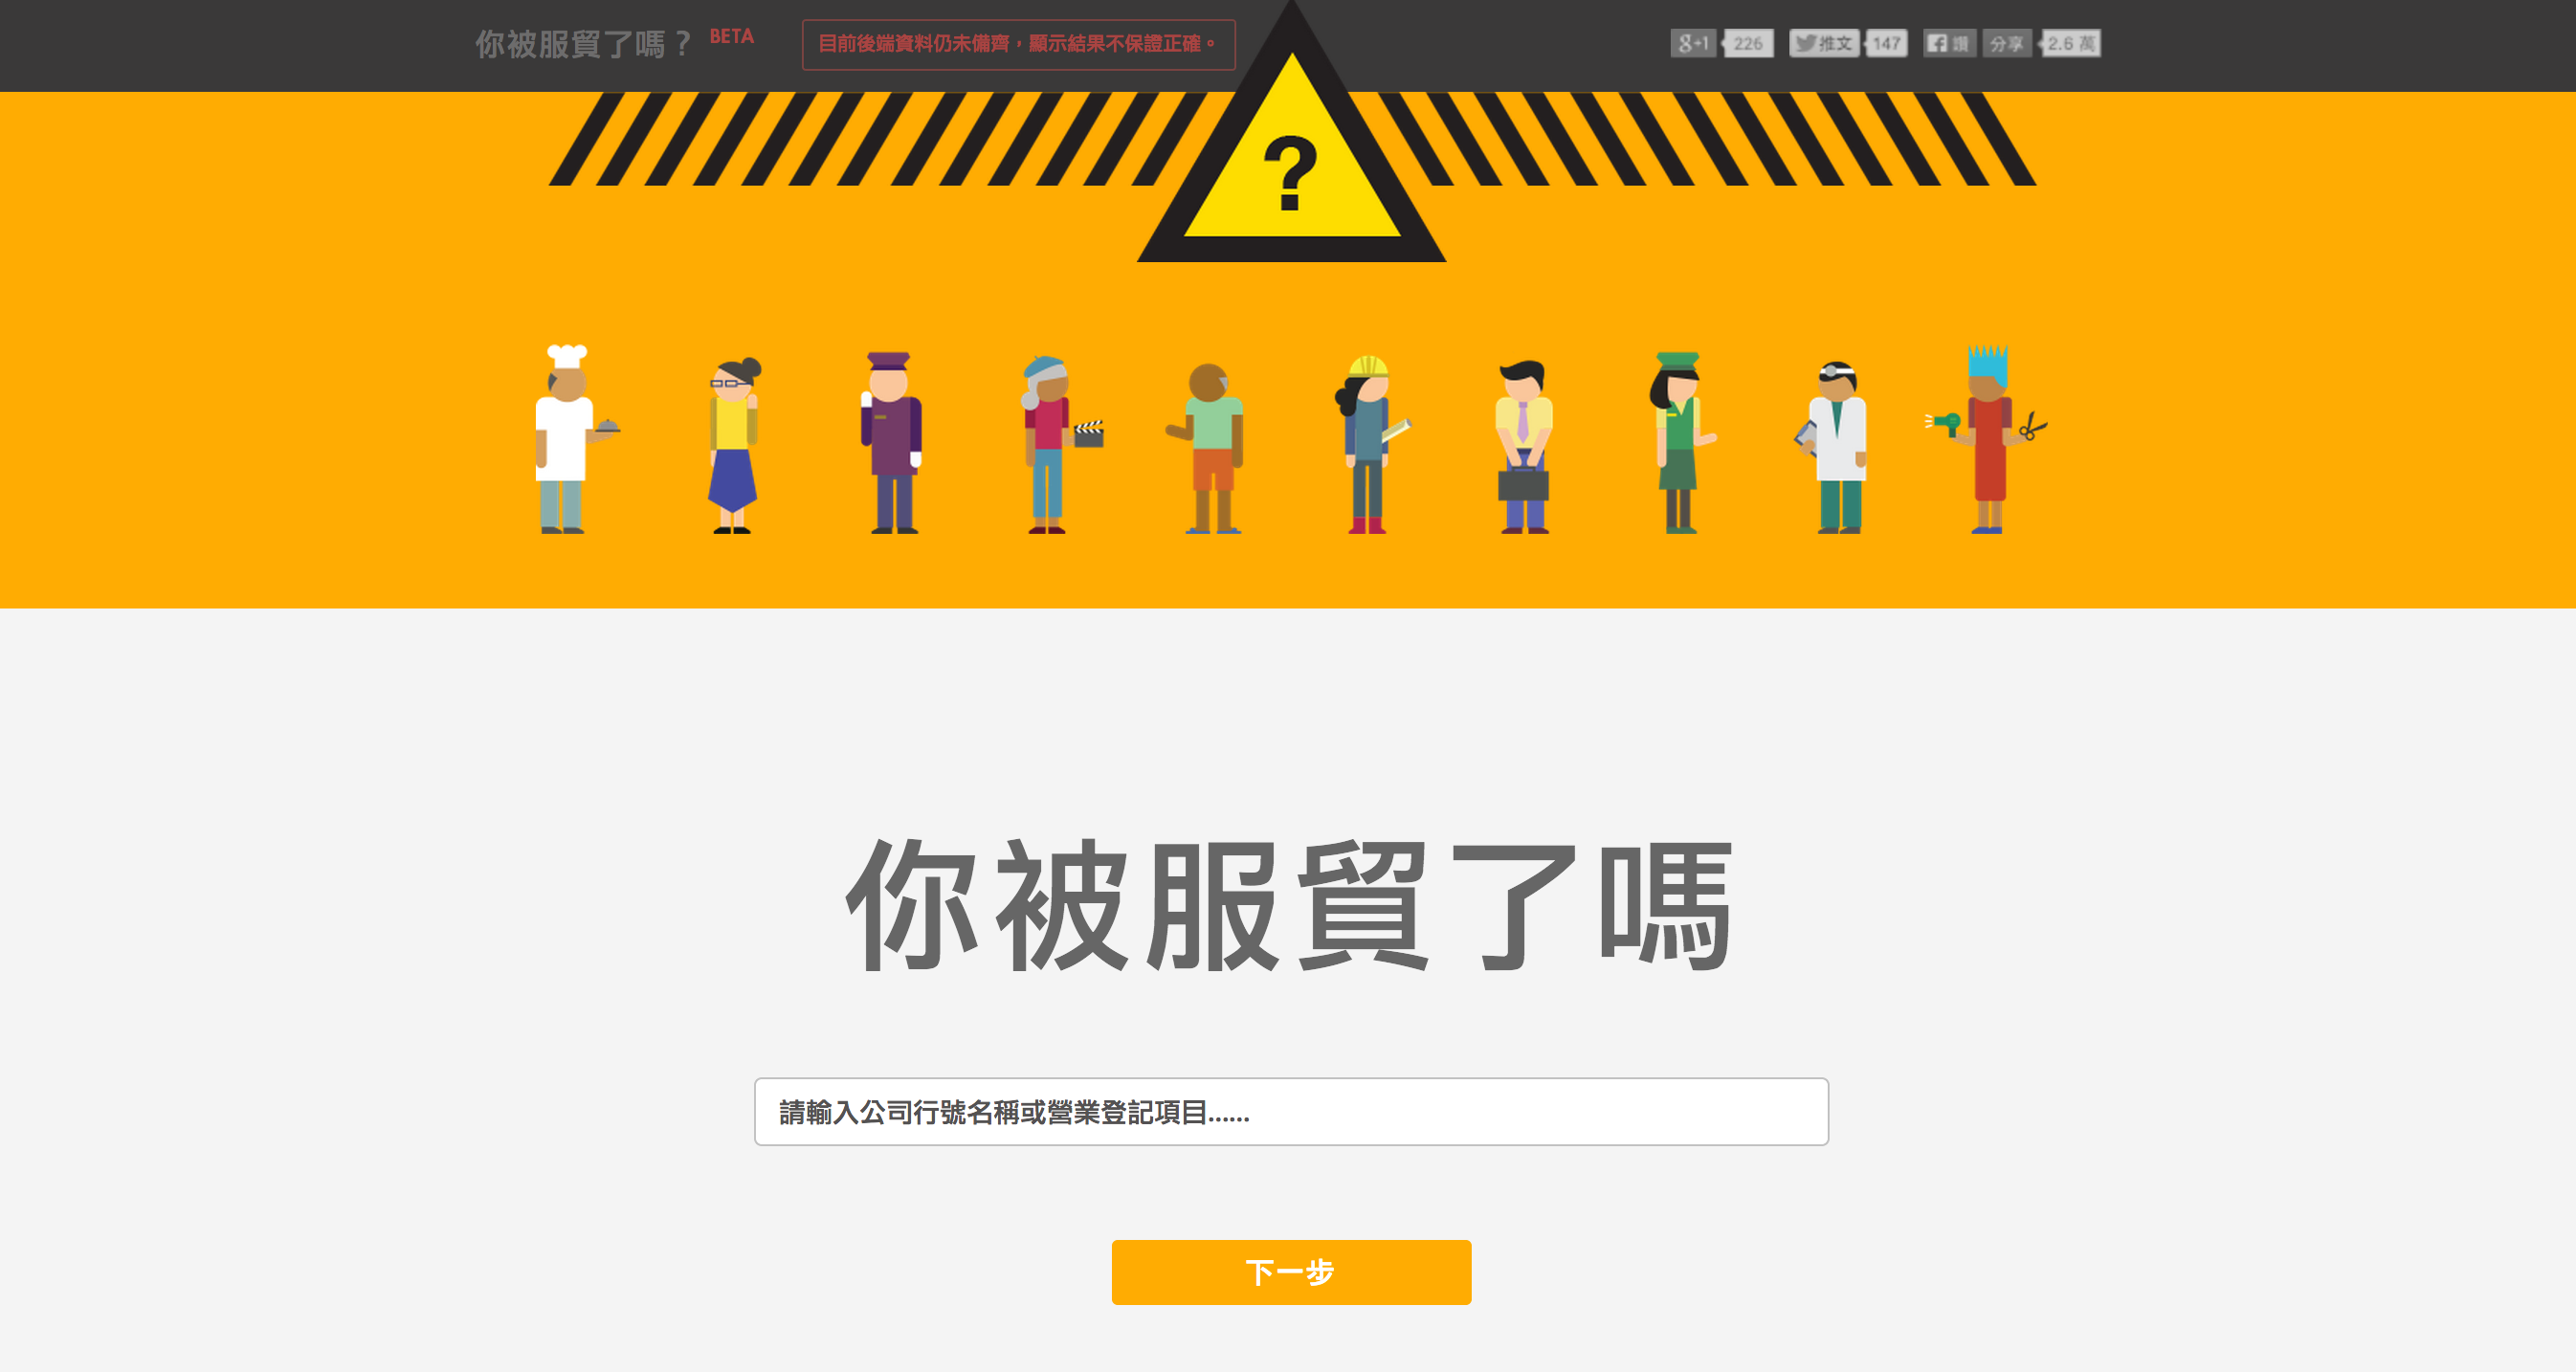 你被服貿了嗎？ BETA
目前後端資料仍未備齊，顯示結果不保證正確。
g+1 226 推文 147 讚 分享 2.6 萬
?
你被服貿了嗎
請輸入公司行號名稱或營業登記項目......
下一步